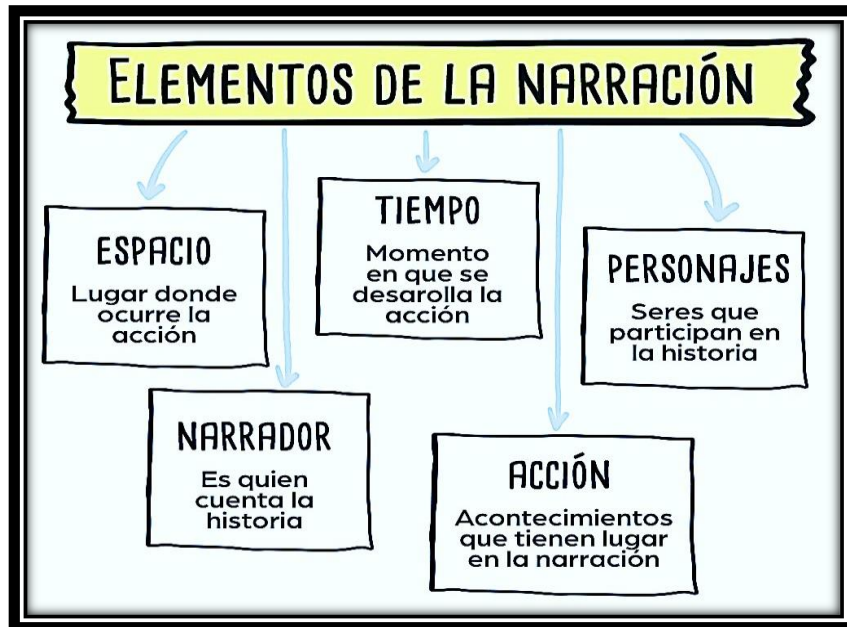 ELEMENTOS DE LA NARRACIÓN
ESPACIO
Lugar donde
ocurre la
acción
TIEMPO
Momento
en que se
desarolla la
acción
PERSONAJES
Seres que
participan en
la historia
NARRADOR
Es quien
cuenta la
historia
ACCIÓN
Acontecimientos
que tienen lugar
en la narración